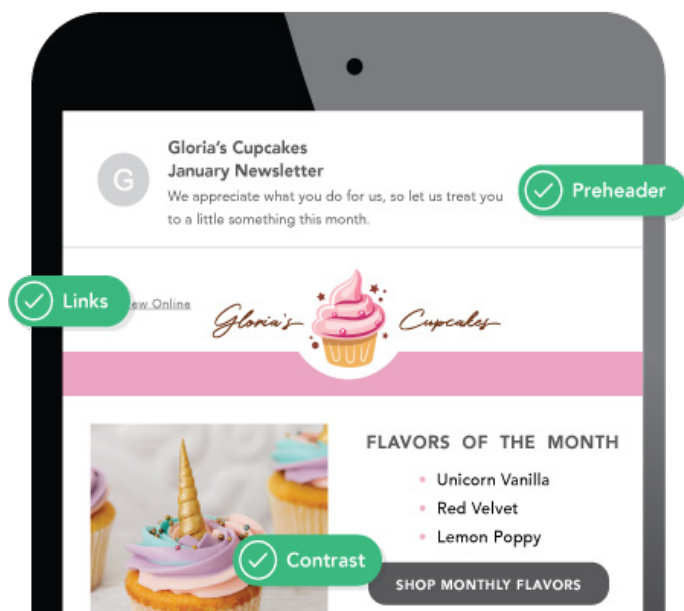 G
Gloria's Cupcakes
January Newsletter
We appreciate what you do for us, so let us treat you
to a little something this month.
Preheader
Links
Online
Gloria's Cupcakes
FLAVORS OF THE MONTH
• Unicorn Vanilla
• Red Velvet
• Lemon Poppy
Contrast
SHOP MONTHLY FLAVORS